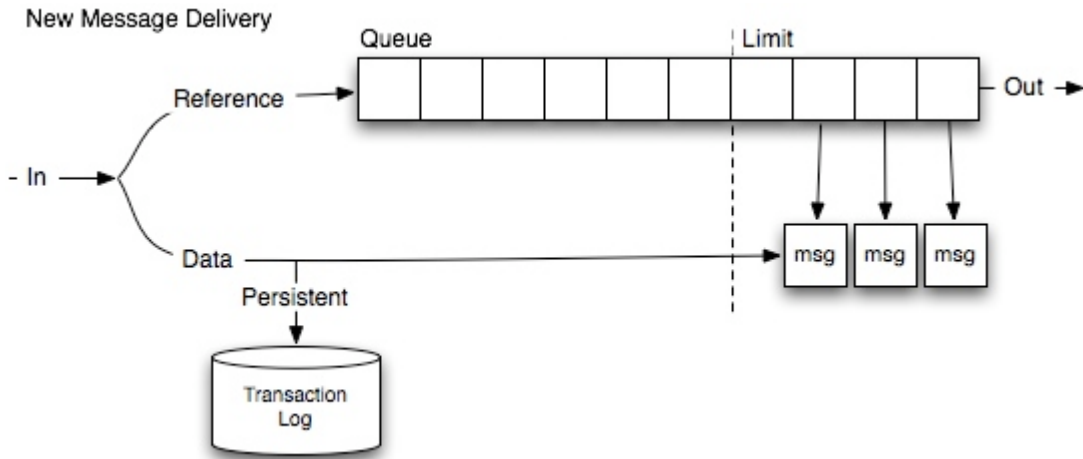 New Message Delivery
Queue
Limit
Reference
Out
- In
Data
msg
msg
msg
Persistent
Transaction
Log